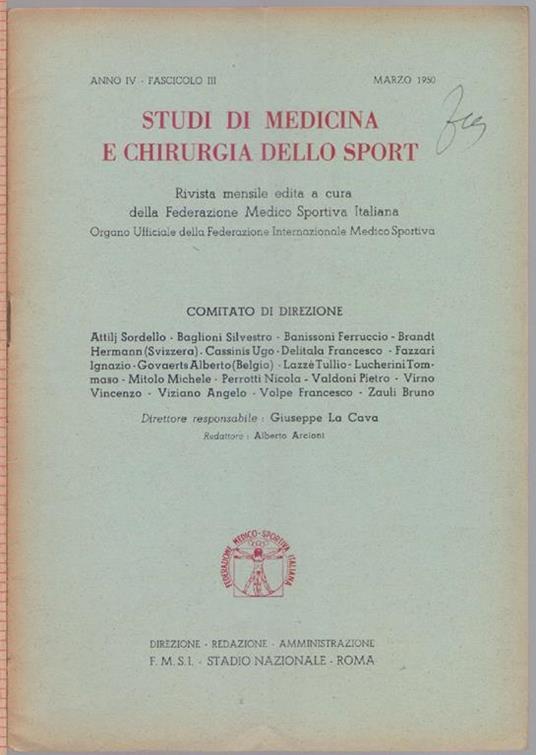 ANNO IV - FASCICOLO III MARZO 1950
STUDI DI MEDICINA
E CHIRURGIA DELLO SPORT
Rivista mensile edita a cura
della Federazione Medico Sportiva Italiana
Organo Ufficiale della Federazione Internazionale Medico Sportiva
COMITATO DI DIREZIONE
Attilj Sordello - Baglioni Silvestro - Banissoni Ferruccio - Brandt
Hermann (Svizzera) - Cassinis Ugo - Delitala Francesco - Fazzari
Ignazio - Govaerts Alberto (Belgio) - Lazzè Tullio - Lucherini Tom-
maso - Mitolo Michele - Perrotti Nicola - Valdoni Pietro - Virno
Vincenzo - Viziano Angelo - Volpe Francesco - Zauli Bruno
Direttore responsabile : Giuseppe La Cava
Redattore : Alberto Arcioni
FEDERAZIONE MEDICO-SPORTIVA ITALIANA
DIREZIONE - REDAZIONE - AMMINISTRAZIONE
F. M. S. I. - STADIO NAZIONALE - ROMA